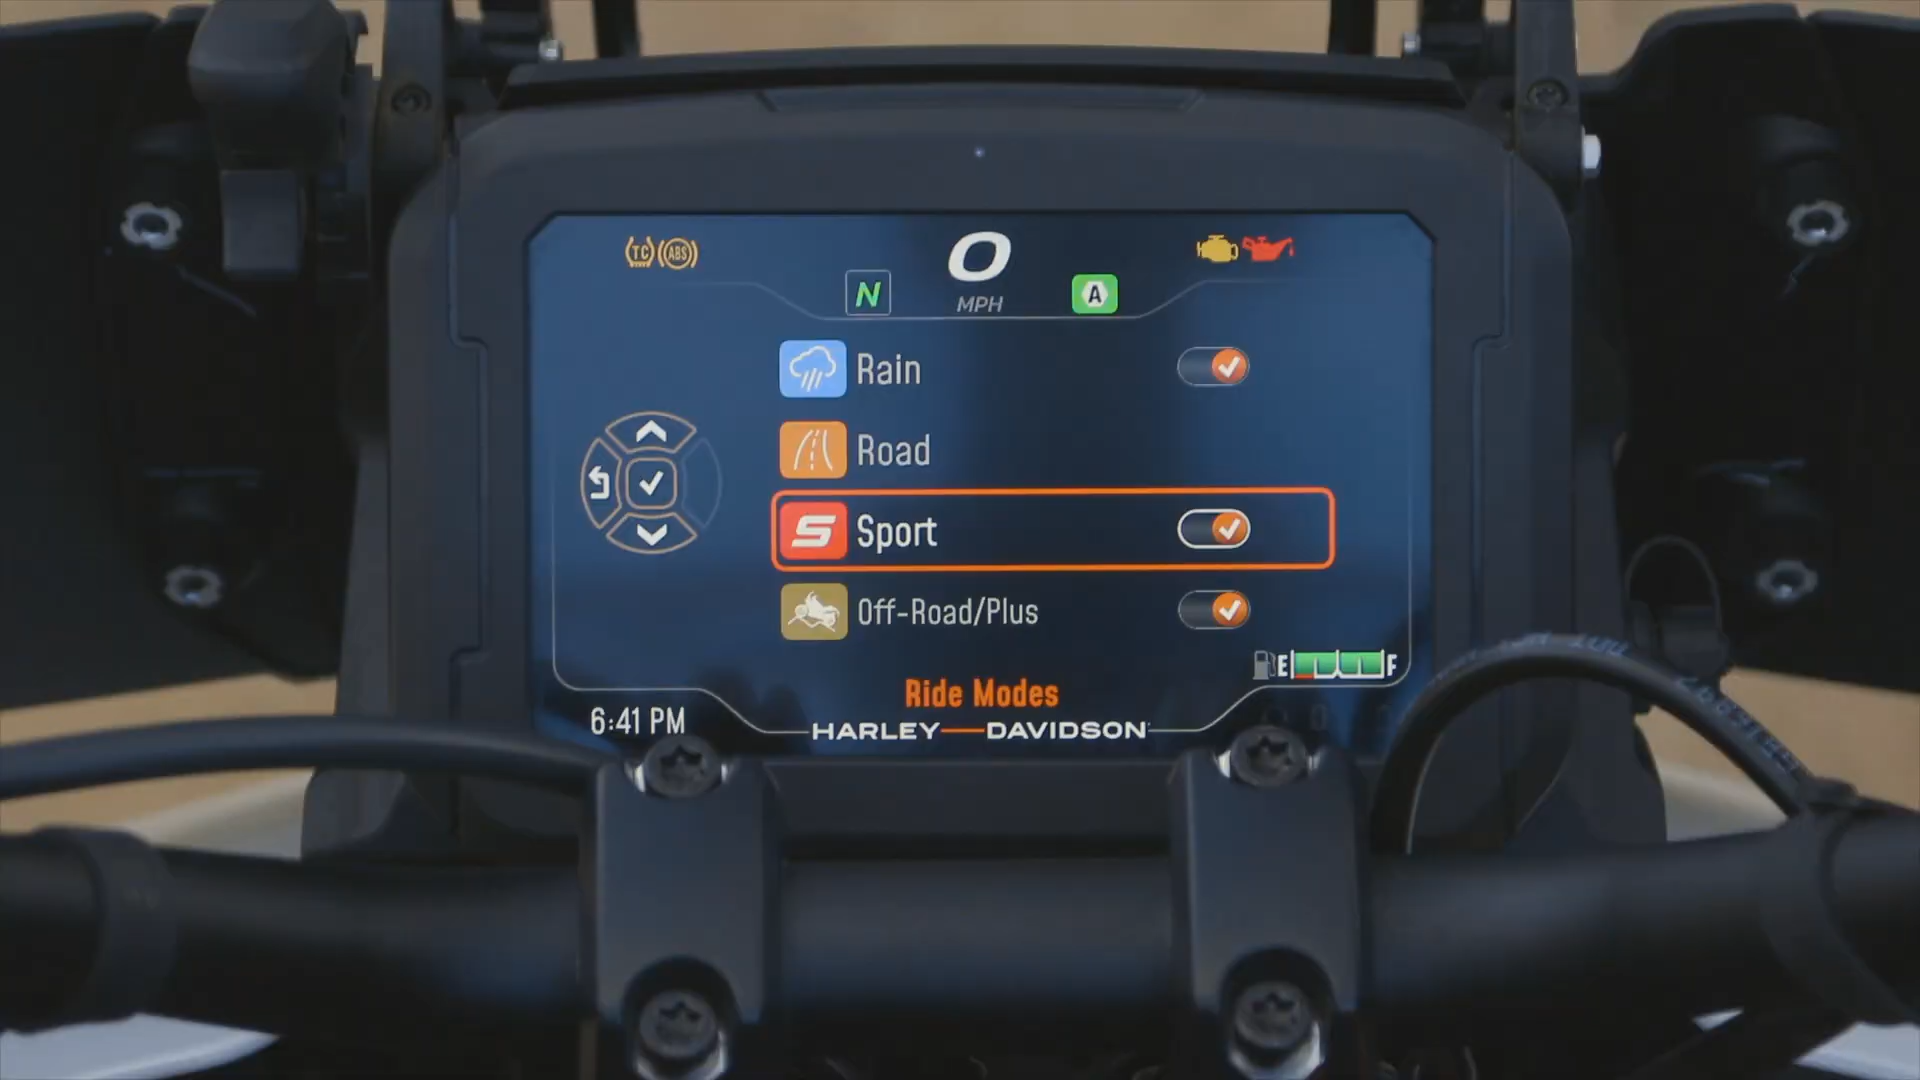 TC ABS
0
N MPH A
Rain
Road
S Sport
Off-Road/Plus
E F
Ride Modes
6:41 PM
HARLEY-DAVIDSON